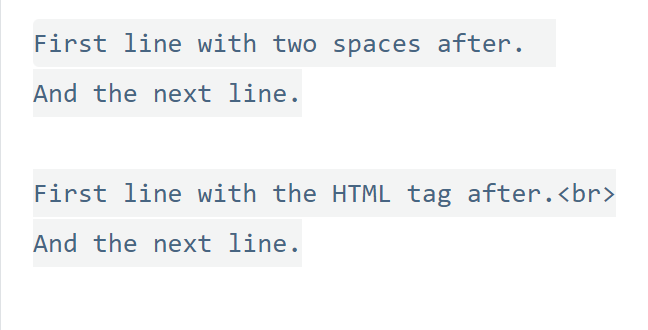 First line with two spaces after.  
And the next line.

First line with the HTML tag after.<br>
And the next line.